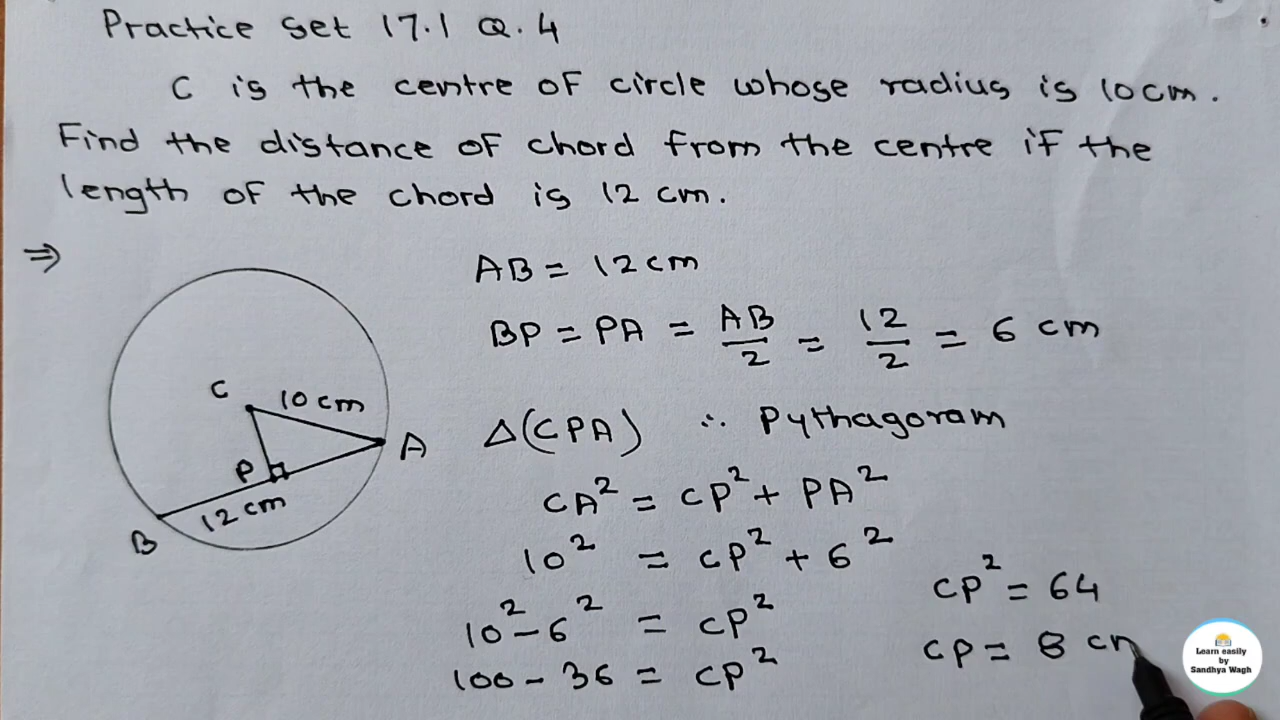 Practice set 17.1 Q.4
C is the centre of circle whose radius is 10cm.
Find the distance of chord from the centre if the
length of the chord is 12 cm.
⇒
AB = 12cm
BP = PA = AB/2 = 12/2 = 6 cm
C
10 cm
A
P
12 cm
B
Δ(CPA) ∴ Pythagoram
CA² = CP² + PA²
10² = CP² + 6²
10² - 6² = CP²
100 - 36 = CP²
CP² = 64
CP = 8 cm
Learn easily
by
Sandhya Wagh